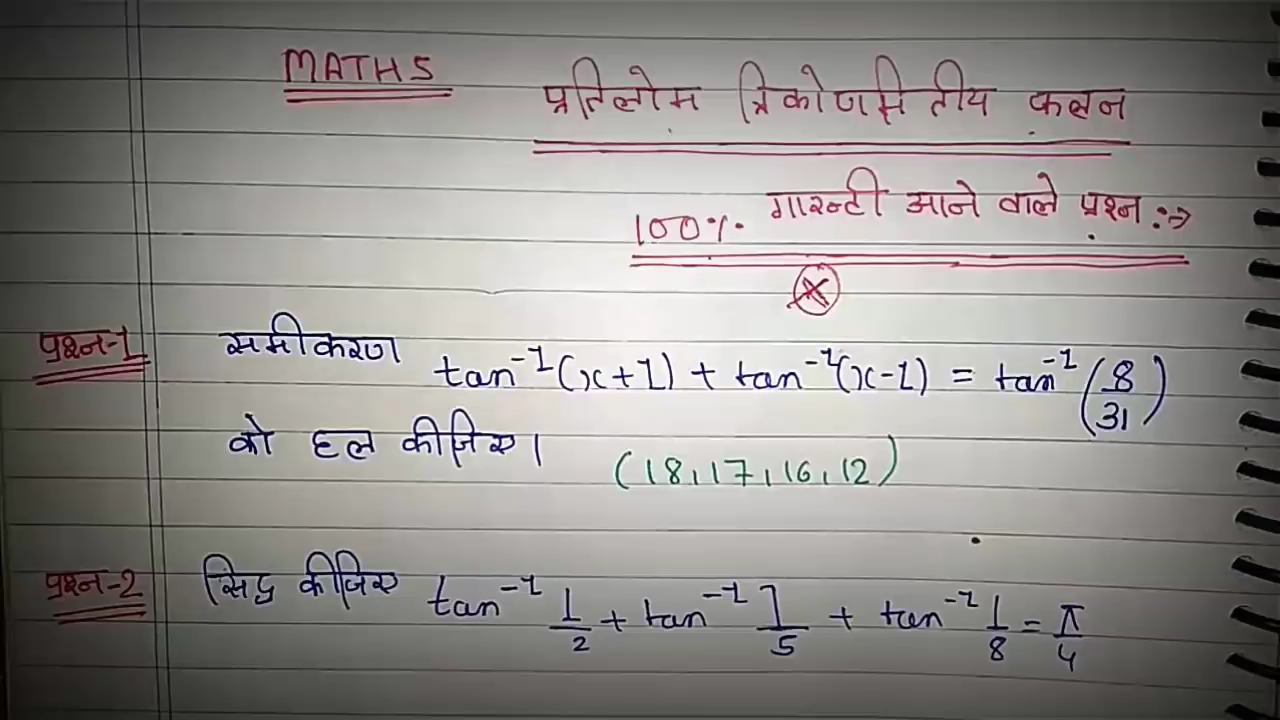 MATHS
प्रतिलोम त्रिकोणमितीय फलन
100% गारन्टी आने वाले प्रश्न :→
प्रश्न-1 समीकरण tan⁻¹(x+1) + tan⁻¹(x-1) = tan⁻¹(8/31)
को हल कीजिए।
(18,17,16,12)
प्रश्न-2 सिद्ध कीजिए tan⁻¹ 1/2 + tan⁻¹ 1/5 + tan⁻¹ 1/8 = π/4